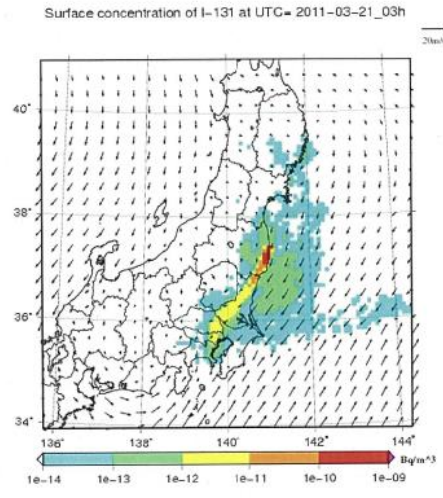 Surface concentration of I-131 at UTC= 2011-03-21_03h
20m/s
40°
38°
36°
34°
136° 138° 140° 142° 144°
Bq/m^3
1e-14 1e-13 1e-12 1e-11 1e-10 1e-09